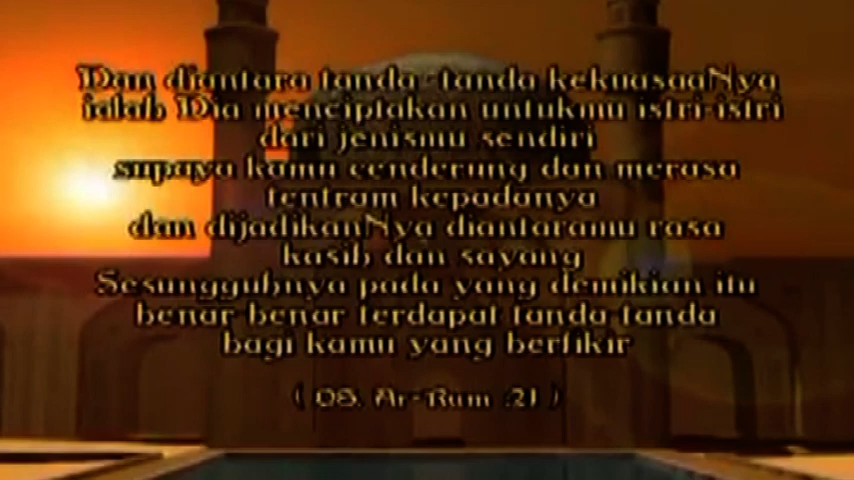 Dan diantara tanda-tanda kekuasaaNya
ialah Dia menciptakan untukmu istri-istri
dari jenismu sendiri
supaya kamu cenderung dan merasa
tentram kepadanya
dan dijadikanNya diantaramu rasa
kasih dan sayang
Sesungguhnya pada yang demikian itu
benar benar terdapat tanda tanda
bagi kamu yang berfikir
( QS. Ar-Rum :21 )